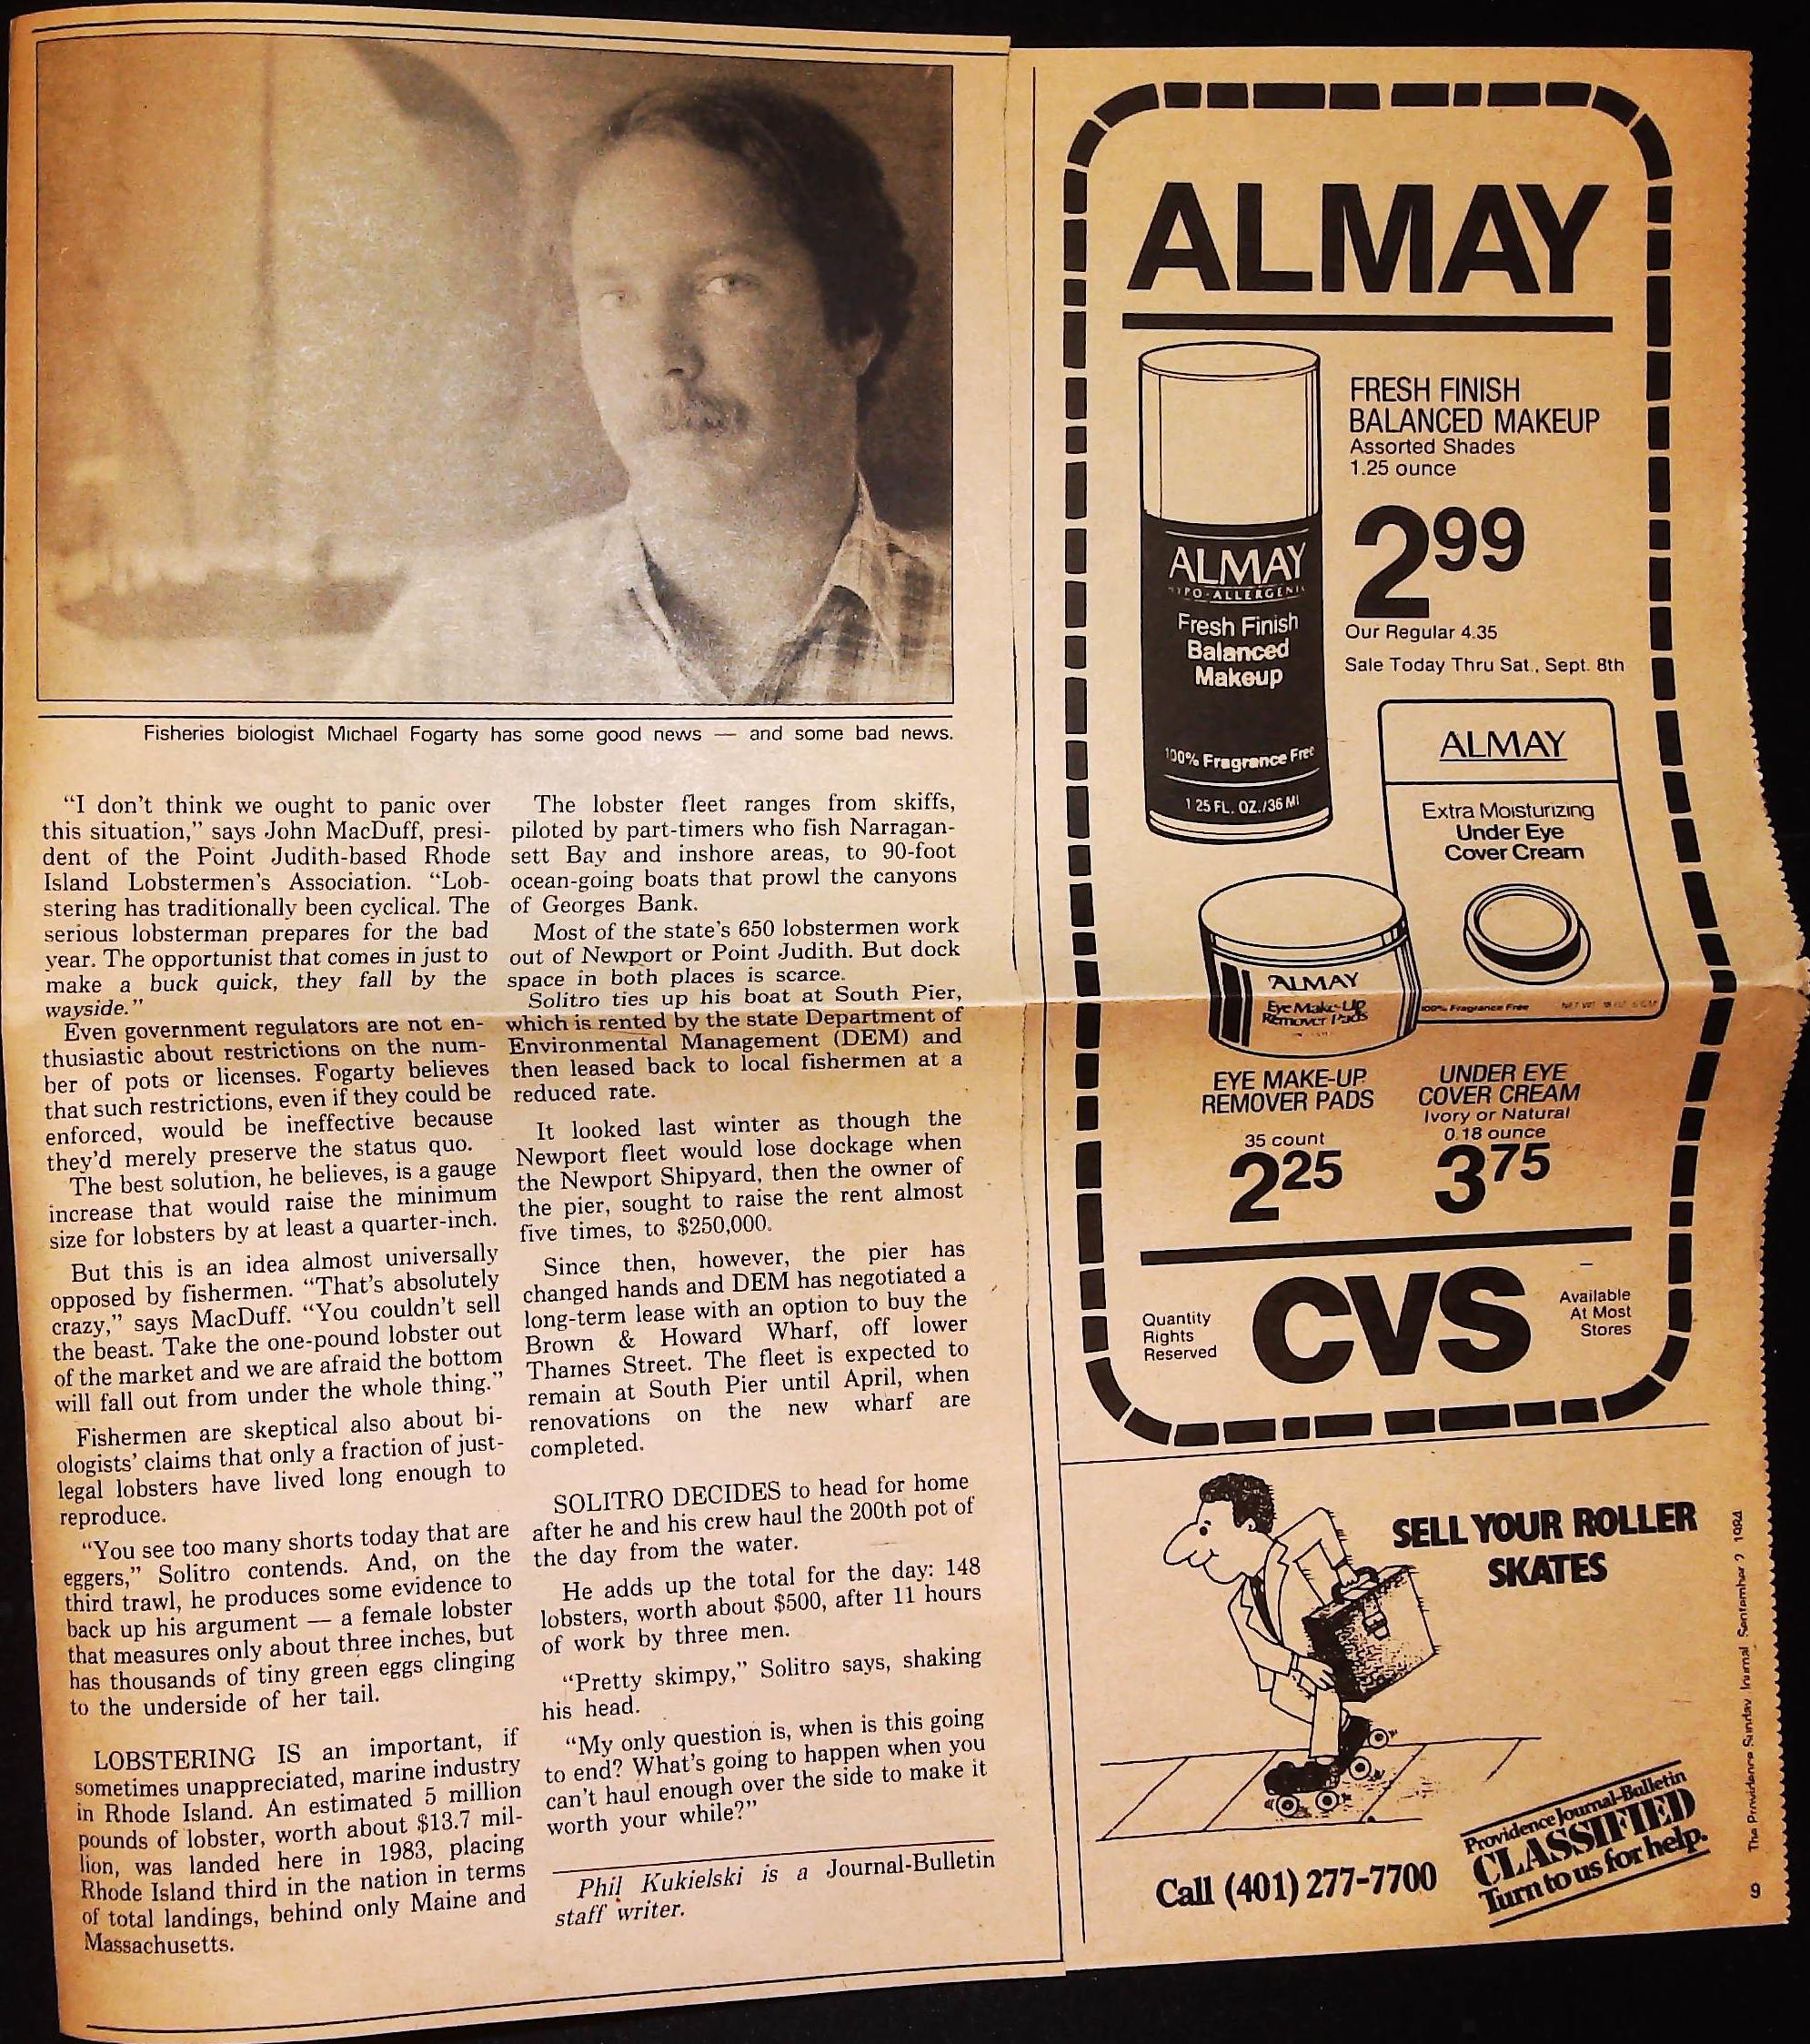 Fisheries biologist Michael Fogarty has some good news — and some bad news.
“I don’t think we ought to panic over
this situation,” says John MacDuff, presi-
dent of the Point Judith-based Rhode
Island Lobstermen’s Association. “Lob-
stering has traditionally been cyclical. The
serious lobsterman prepares for the bad
year. The opportunist that comes in just to
make a buck quick, they fall by the
wayside.”
Even government regulators are not en-
thusiastic about restrictions on the num-
ber of pots or licenses. Fogarty believes
that such restrictions, even if they could be
enforced, would be ineffective because
they’d merely preserve the status quo.
The best solution, he believes, is a gauge
increase that would raise the minimum
size for lobsters by at least a quarter-inch.
But this is an idea almost universally
opposed by fishermen. “That’s absolutely
crazy,” says MacDuff. “You couldn’t sell
the beast. Take the one-pound lobster out
of the market and we are afraid the bottom
will fall out from under the whole thing.”
Fishermen are skeptical also about bi-
ologists’ claims that only a fraction of just-
legal lobsters have lived long enough to
reproduce.
“You see too many shorts today that are
eggers,” Solitro contends. And, on the
third trawl, he produces some evidence to
back up his argument — a female lobster
that measures only about three inches, but
has thousands of tiny green eggs clinging
to the underside of her tail.
LOBSTERING IS an important, if
sometimes unappreciated, marine industry
in Rhode Island. An estimated 5 million
pounds of lobster, worth about $13.7 mil-
lion, was landed here in 1983, placing
Rhode Island third in the nation in terms
of total landings, behind only Maine and
Massachusetts.
The lobster fleet ranges from skiffs,
piloted by part-timers who fish Narragan-
sett Bay and inshore areas, to 90-foot
ocean-going boats that prowl the canyons
of Georges Bank.
Most of the state’s 650 lobstermen work
out of Newport or Point Judith. But dock
space in both places is scarce.
Solitro ties up his boat at South Pier,
which is rented by the state Department of
Environmental Management (DEM) and
then leased back to local fishermen at a
reduced rate.
It looked last winter as though the
Newport fleet would lose dockage when
the Newport Shipyard, then the owner of
the pier, sought to raise the rent almost
five times, to $250,000.
Since then, however, the pier has
changed hands and DEM has negotiated a
long-term lease with an option to buy the
Brown & Howard Wharf, off lower
Thames Street. The fleet is expected to
remain at South Pier until April, when
renovations on the new wharf are
completed.
SOLITRO DECIDES to head for home
after he and his crew haul the 200th pot of
the day from the water.
He adds up the total for the day: 148
lobsters, worth about $500, after 11 hours
of work by three men.
“Pretty skimpy,” Solitro says, shaking
his head.
“My only question is, when is this going
to end? What’s going to happen when you
can’t haul enough over the side to make it
worth your while?”
Phil Kukielski is a Journal-Bulletin
staff writer.
ALMAY
FRESH FINISH
BALANCED MAKEUP
Assorted Shades
1.25 ounce
2 99
Our Regular 4.35
Sale Today Thru Sat., Sept. 8th
ALMAY
HYPO-ALLERGENIC
Fresh Finish
Balanced
Makeup
100% Fragrance Free
1.25 FL. OZ./36 Ml
ALMAY
Extra Moisturizing
Under Eye
Cover Cream
100% Fragrance Free
ALMAY
Eye Make-Up
Remover Pads
EYE MAKE-UP
REMOVER PADS
35 count
2 25
UNDER EYE
COVER CREAM
Ivory or Natural
0.18 ounce
3 75
Quantity
Rights
Reserved
CVS
Available
At Most
Stores
SELL YOUR ROLLER
SKATES
Call (401) 277-7700
Providence Journal-Bulletin
CLASSIFIED
Turn to us for help.
The Providence Sunday Journal September 2 1984
9